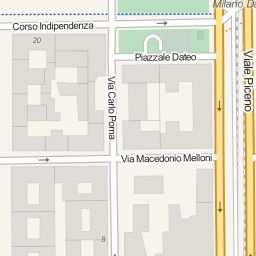 Milano Da
Corso Indipendenza
20
Piazzale Dateo
Viale Piceno
Via Carlo Poma
Via Macedonio Melloni
8